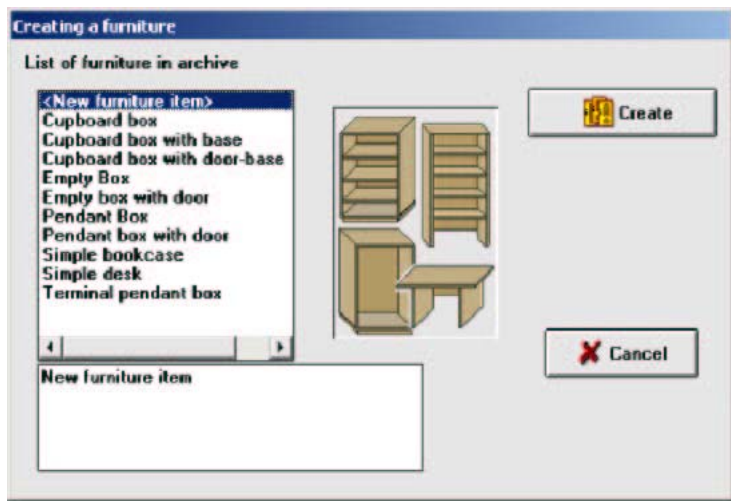 Creating a furniture
List of furniture in archive
<New furniture item>
Cupboard box
Cupboard box with base
Cupboard box with door-base
Empty Box
Empty box with door
Pendant Box
Pendant box with door
Simple bookcase
Simple desk
Terminal pendant box
Create
Cancel
New furniture item